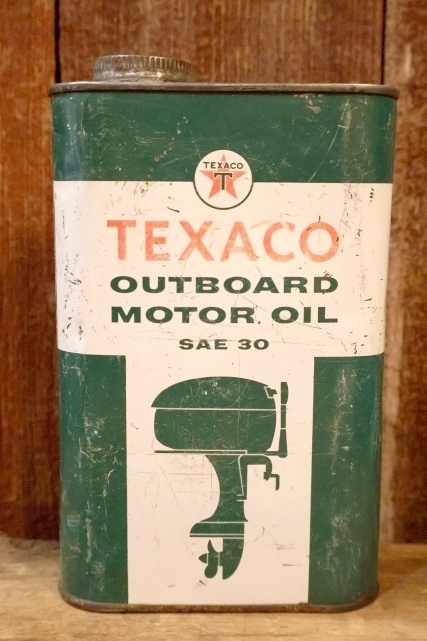 TEXACO
T
TEXACO
OUTBOARD
MOTOR OIL
SAE 30